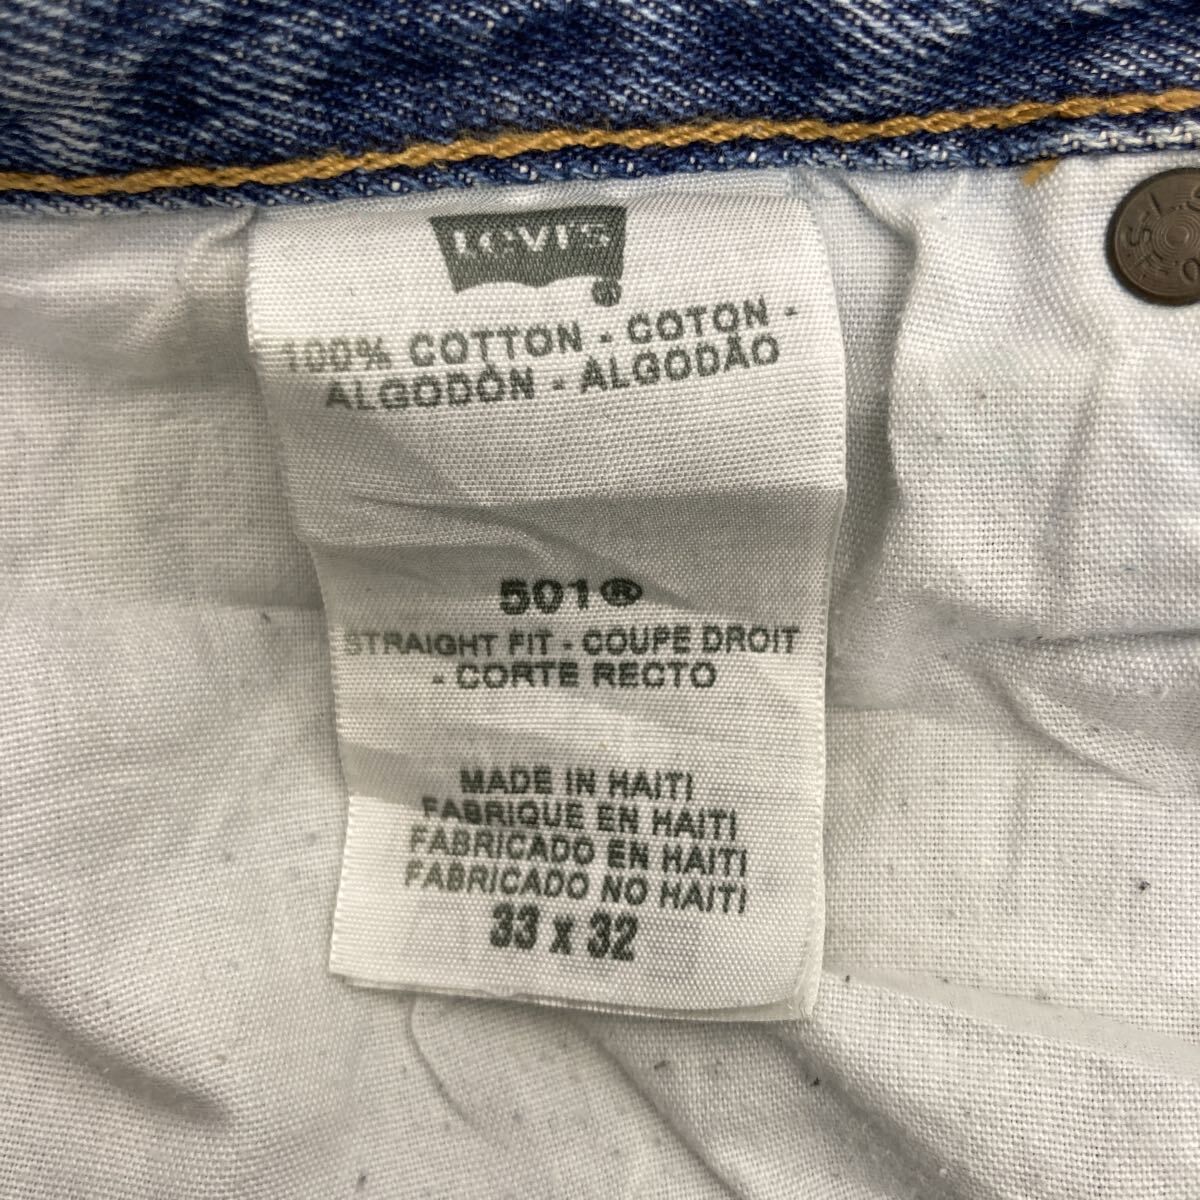 LEVI'S
®
100% COTTON - COTON -
ALGODÓN - ALGODÃO
501®
STRAIGHT FIT - COUPE DROIT
- CORTE RECTO
MADE IN HAITI
FABRIQUE EN HAITI
FABRICADO EN HAITI
FABRICADO NO HAITI
33 x 32